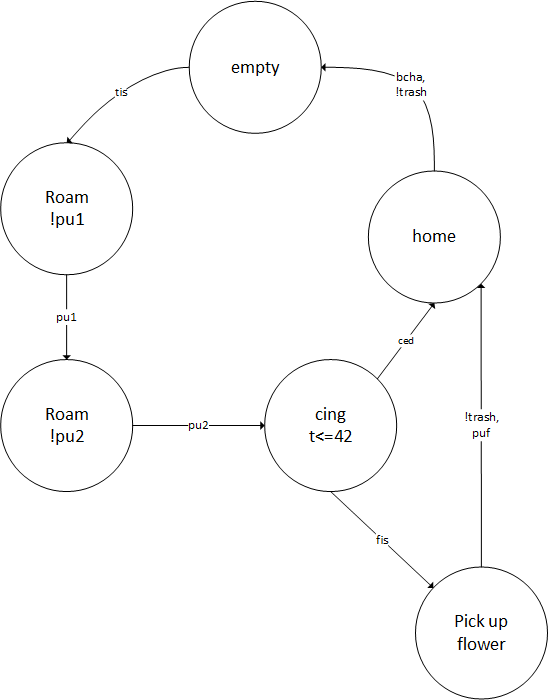 empty
bcha,
!trash
tis
Roam
!pu1
home
pu1
ced
Roam
!pu2
pu2
cing
t<=42
!trash,
puf
fis
Pick up
flower